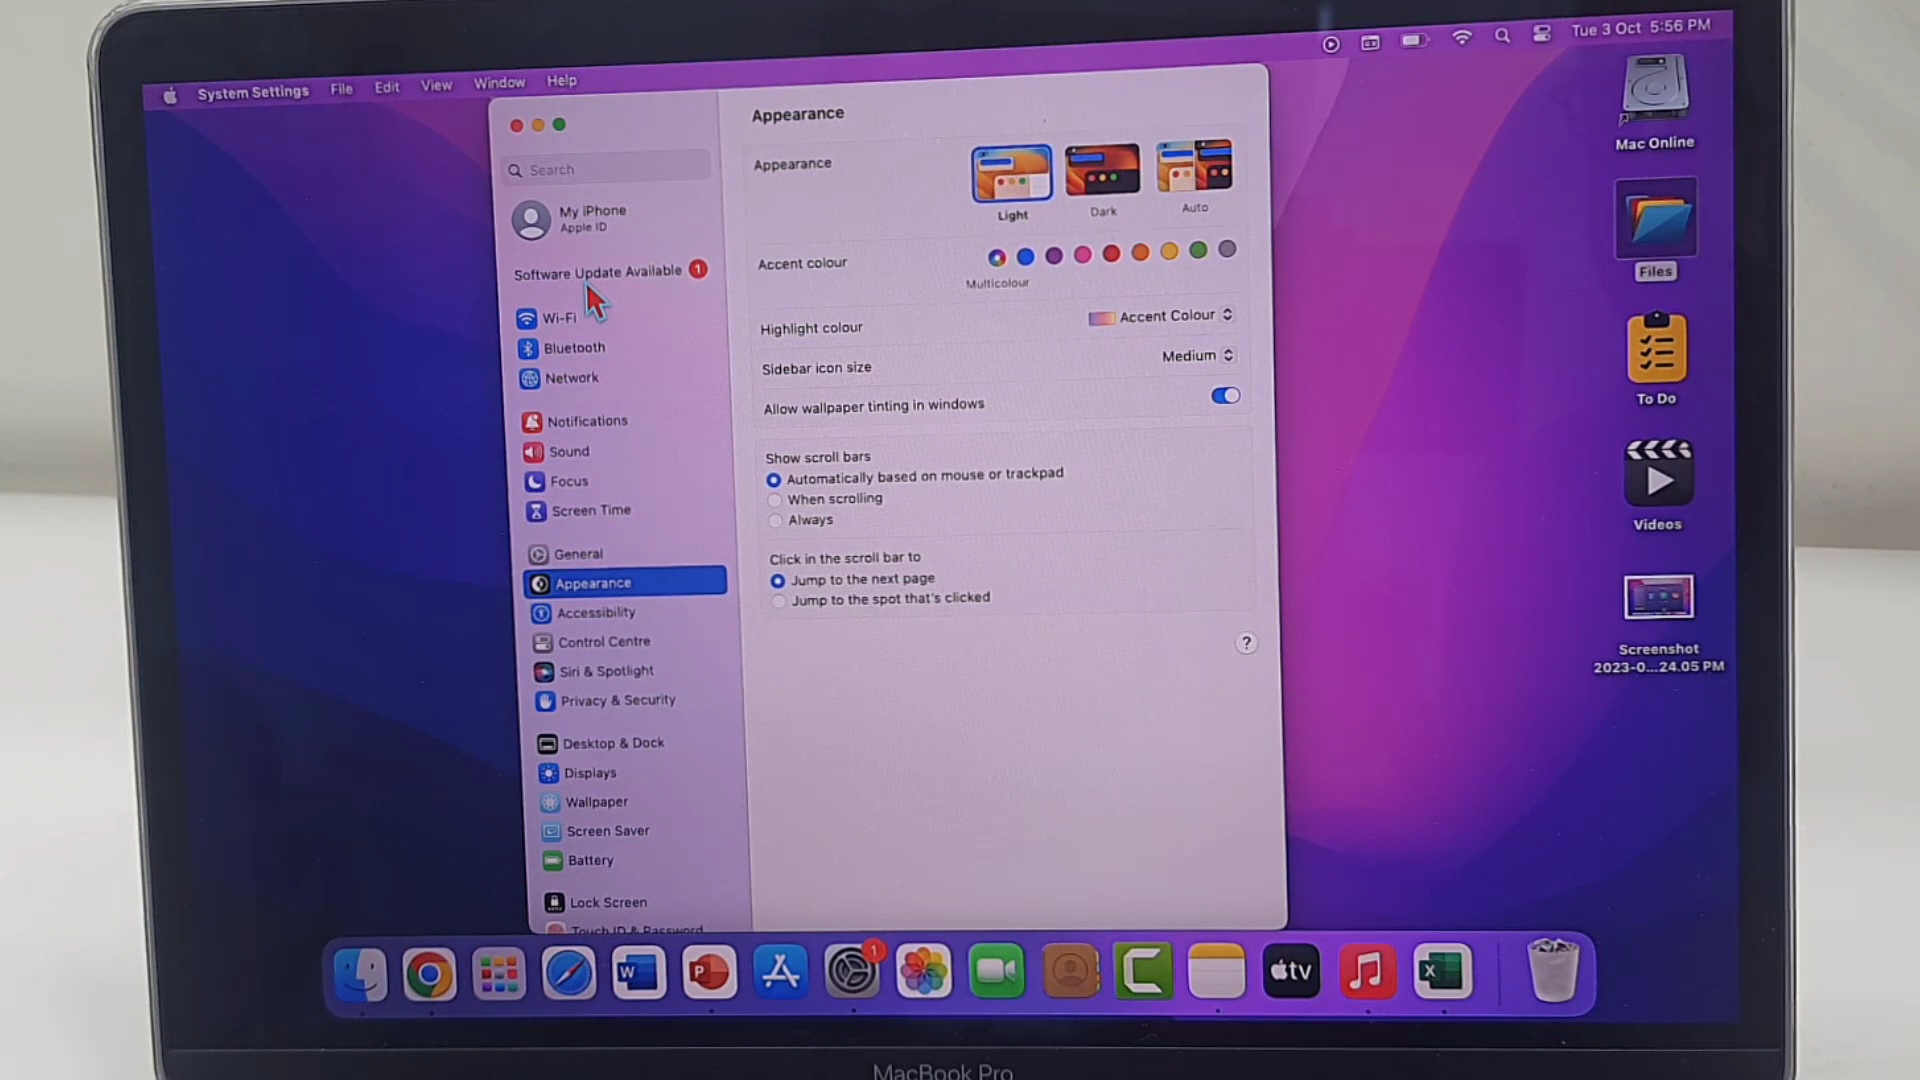 System Settings File Edit View Window Help
Tue 3 Oct 5:56 PM
Search
My iPhone
Apple ID
Software Update Available 1
Wi-Fi
Bluetooth
Network
Notifications
Sound
Focus
Screen Time
General
Appearance
Accessibility
Control Centre
Siri & Spotlight
Privacy & Security
Desktop & Dock
Displays
Wallpaper
Screen Saver
Battery
Lock Screen
Touch ID & Password
Appearance
Appearance
Light
Dark
Auto
Accent colour
Multicolour
Highlight colour
Accent Colour
Sidebar icon size
Medium
Allow wallpaper tinting in windows
Show scroll bars
Automatically based on mouse or trackpad
When scrolling
Always
Click in the scroll bar to
Jump to the next page
Jump to the spot that's clicked
?
Mac Online
Files
To Do
Videos
Screenshot
2023-0...24.05 PM
W
P
1
tv
X
MacBook Pro